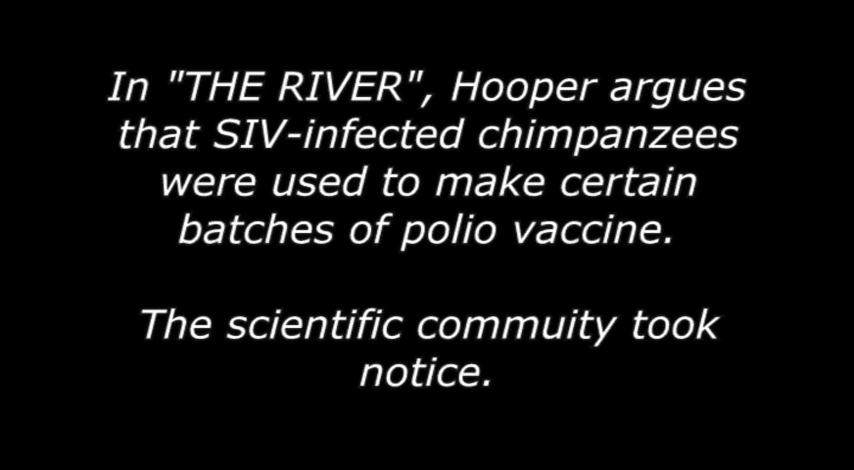 In "THE RIVER", Hooper argues
that SIV-infected chimpanzees
were used to make certain
batches of polio vaccine.
The scientific commuity took
notice.